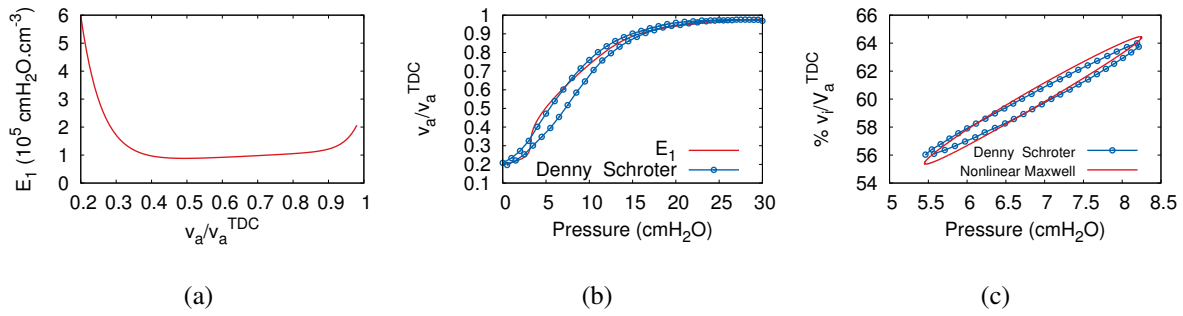 E1 (10^5 cmH2O.cm-3)
6
5
4
3
2
1
0
0.2 0.3 0.4 0.5 0.6 0.7 0.8 0.9 1
va/va^TDC
(a)
va/va^TDC
1
0.9
0.8
0.7
0.6
0.5
0.4
0.3
0.2
0.1
E1
Denny Schroter
0 5 10 15 20 25 30
Pressure (cmH2O)
(b)
% vi/Va^TDC
64
62
60
58
56
54
Denny Schroter
Nonlinear Maxwell
5 5.5 6 6.5 7 7.5 8 8.5
Pressure (cmH2O)
(c)